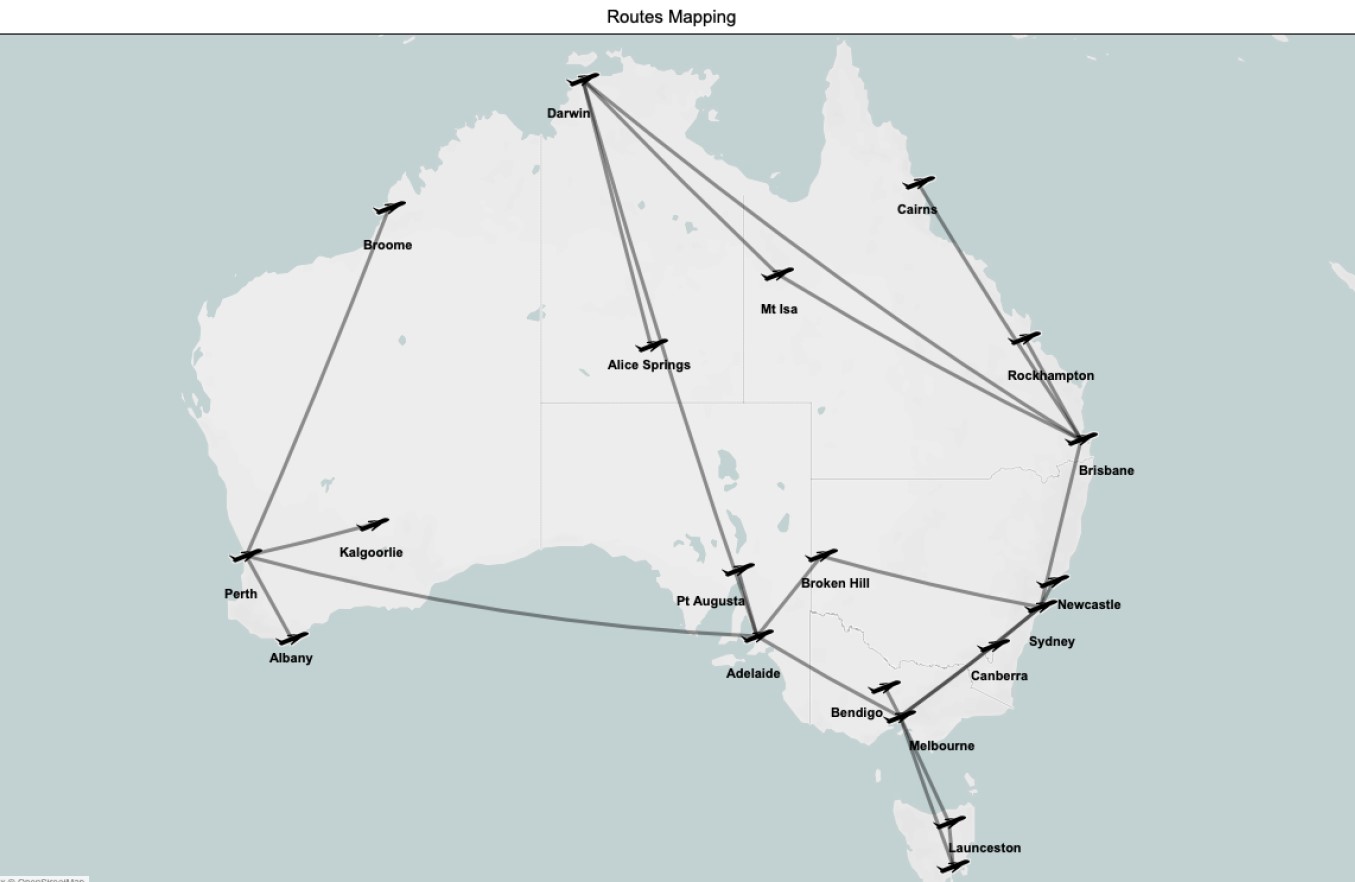 Routes Mapping
Darwin
Cairns
Broome
Mt Isa
Alice Springs
Rockhampton
Brisbane
Kalgoorlie
Broken Hill
Perth
Pt Augusta
Newcastle
Sydney
Albany
Adelaide
Canberra
Bendigo
Melbourne
Launceston
© OpenStreetMap